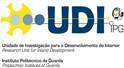 UDI
IPG
Unidade de Investigação para o Desenvolvimento do Interior
Research Unit for Inland Development
Instituto Politécnico da Guarda
Polytechnic Institute of Guarda